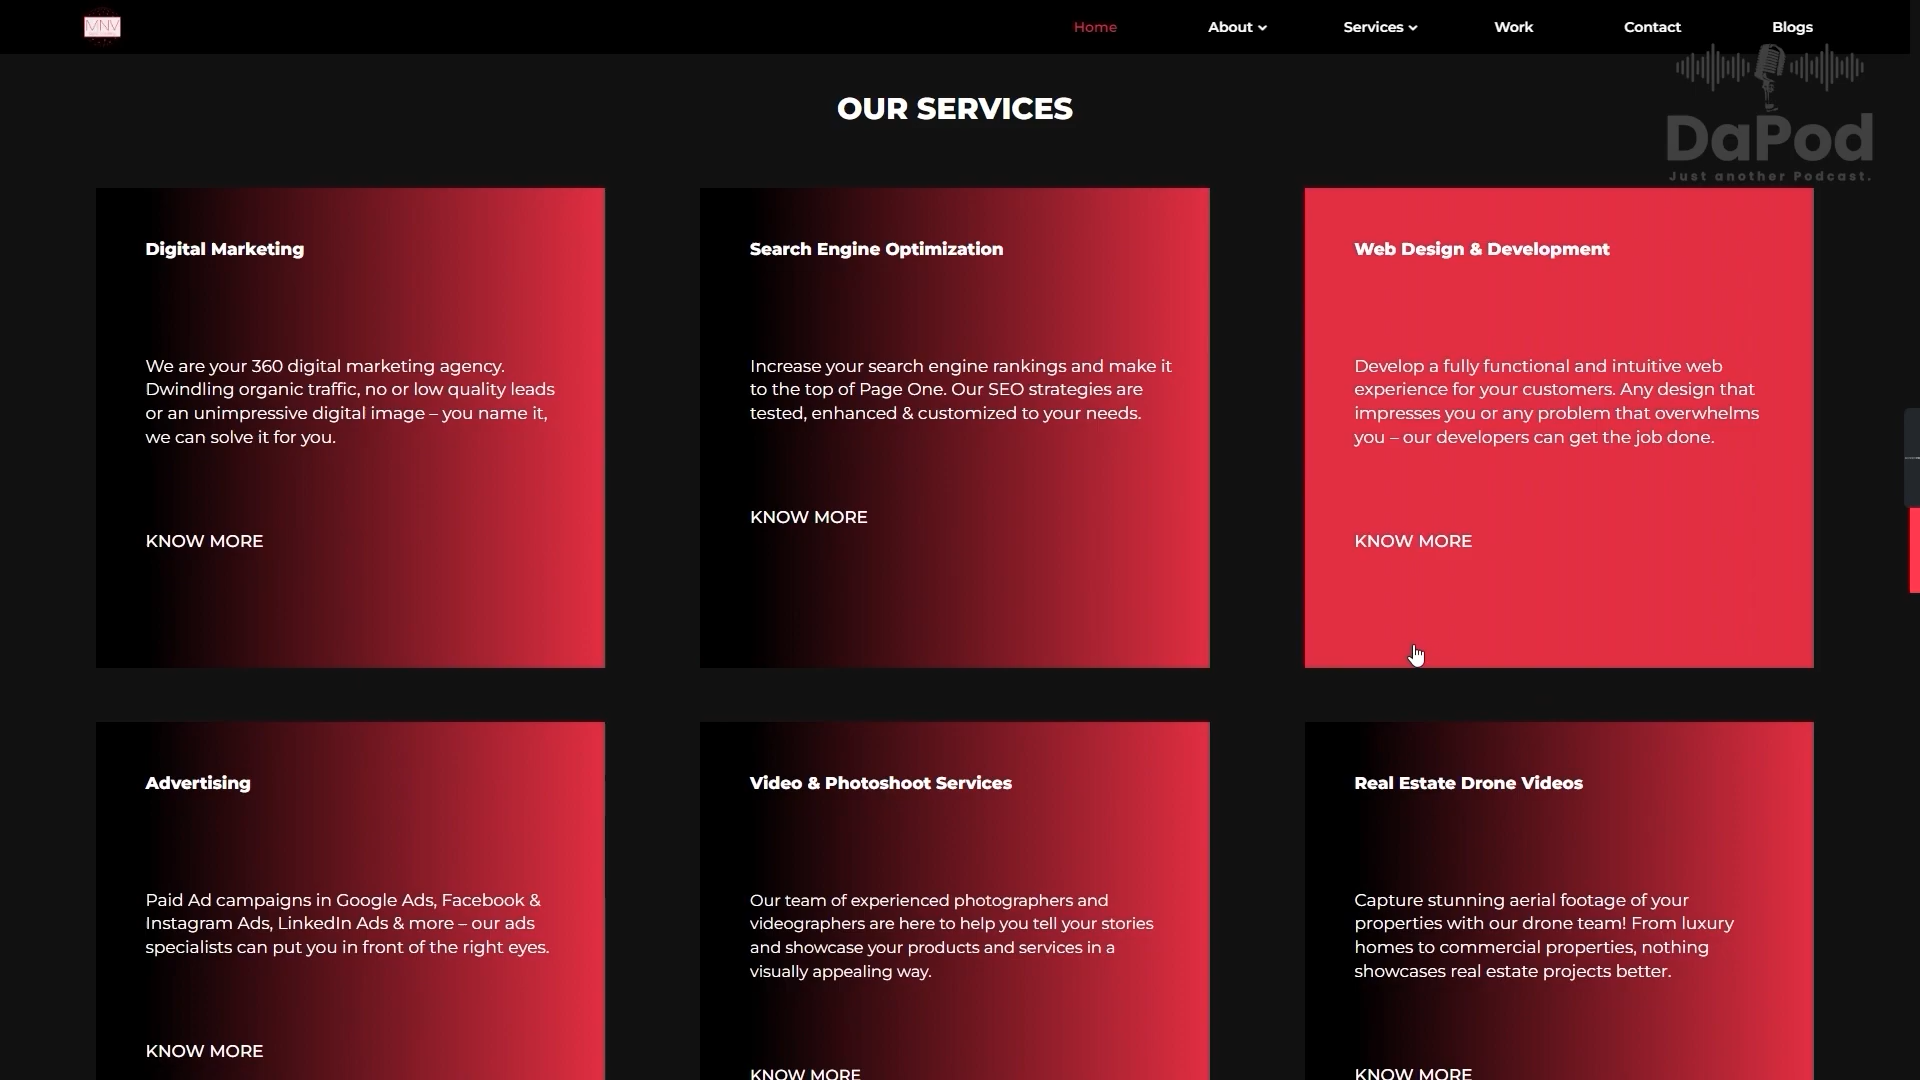 MNV
Home
About
Services
Work
Contact
Blogs
DaPod
Just another Podcast.
OUR SERVICES
Digital Marketing
We are your 360 digital marketing agency.
Dwindling organic traffic, no or low quality leads
or an unimpressive digital image – you name it,
we can solve it for you.
KNOW MORE
Search Engine Optimization
Increase your search engine rankings and make it
to the top of Page One. Our SEO strategies are
tested, enhanced & customized to your needs.
KNOW MORE
Web Design & Development
Develop a fully functional and intuitive web
experience for your customers. Any design that
impresses you or any problem that overwhelms
you – our developers can get the job done.
KNOW MORE
Advertising
Paid Ad campaigns in Google Ads, Facebook &
Instagram Ads, LinkedIn Ads & more – our ads
specialists can put you in front of the right eyes.
KNOW MORE
Video & Photoshoot Services
Our team of experienced photographers and
videographers are here to help you tell your stories
and showcase your products and services in a
visually appealing way.
KNOW MORE
Real Estate Drone Videos
Capture stunning aerial footage of your
properties with our drone team! From luxury
homes to commercial properties, nothing
showcases real estate projects better.
KNOW MORE